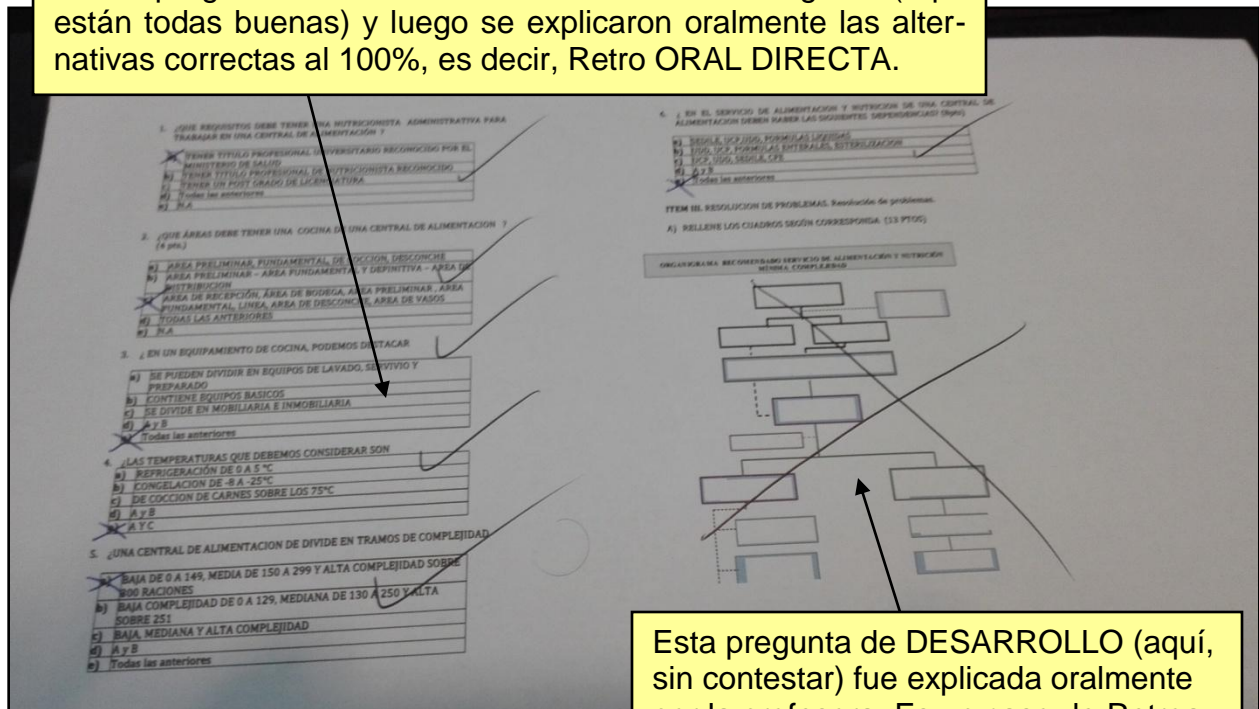 están todas buenas) y luego se explicaron oralmente las alter-
nativas correctas al 100%, es decir, Retro ORAL DIRECTA.
1. ¿QUE REQUISITOS DEBE TENER UNA NUTRICIONISTA ADMINISTRATIVA PARA
TRABAJAR EN UNA CENTRAL DE ALIMENTACIÓN ?
TENER TITULO PROFESIONAL UNIVERSITARIO RECONOCIDO POR EL
MINISTERIO DE SALUD
b) TENER TITULO PROFESIONAL DE NUTRICIONISTA RECONOCIDO
c) TENER UN POST GRADO DE LICENCIATURA
d) Todas las anteriores
e) N.A
2. ¿QUE ÁREAS DEBE TENER UNA COCINA DE UNA CENTRAL DE ALIMENTACION ?
(4 pts.)
a) AREA PRELIMINAR, FUNDAMENTAL, DE COCCION, DESCONCHE
b) AREA PRELIMINAR – AREA FUNDAMENTAL Y DEFINITIVA – AREA DE
DISTRIBUCION
AREA DE RECEPCIÓN, ÁREA DE BODEGA, AREA PRELIMINAR . AREA
FUNDAMENTAL, LINEA, AREA DE DESCONCHE, AREA DE VASOS
d) TODAS LAS ANTERIORES
e) N.A
3. ¿ EN UN EQUIPAMIENTO DE COCINA, PODEMOS DESTACAR
a) SE PUEDEN DIVIDIR EN EQUIPOS DE LAVADO, SERVIVIO Y
PREPARADO
b) CONTIENE EQUIPOS BASICOS
c) SE DIVIDE EN MOBILIARIA E INMOBILIARIA
d) A y B
Todas las anteriores
4. ¿LAS TEMPERATURAS QUE DEBEMOS CONSIDERAR SON
a) REFRIGERACIÓN DE 0 A 5 °C
b) CONGELACION DE -8 A -25°C
c) DE COCCION DE CARNES SOBRE LOS 75°C
d) A y B
A Y C
5. ¿UNA CENTRAL DE ALIMENTACION DE DIVIDE EN TRAMOS DE COMPLEJIDAD
BAJA DE 0 A 149, MEDIA DE 150 A 299 Y ALTA COMPLEJIDAD SOBRE
300 RACIONES
b) BAJA COMPLEJIDAD DE 0 A 129, MEDIANA DE 130 A 250 Y ALTA
SOBRE 251
c) BAJA, MEDIANA Y ALTA COMPLEJIDAD
d) A y B
e) Todas las anteriores
6. ¿ EN EL SERVICIO DE ALIMENTACION Y NUTRICION DE UNA CENTRAL DE
ALIMENTACION DEBEN HABER LAS SIGUIENTES DEPENDENCIAS?
a) SEDILE, UCP,UDO, FORMULAS LIQUIDAS
b) UDO, UCP, FORMULAS ENTERALES, ESTERILIZACION
c) UCP, UDO, SEDILE, CFE
d) A y B
Todas las anteriores
ITEM III. RESOLUCION DE PROBLEMAS. Resolución de problemas.
A) RELLENE LOS CUADROS SEGÚN CORRESPONDA (13 PTOS)
ORGANIGRAMA RECOMENDADO SERVICIO DE ALIMENTACIÓN Y NUTRICIÓN
MÍNIMA COMPLEJIDAD
Esta pregunta de DESARROLLO (aquí,
sin contestar) fue explicada oralmente